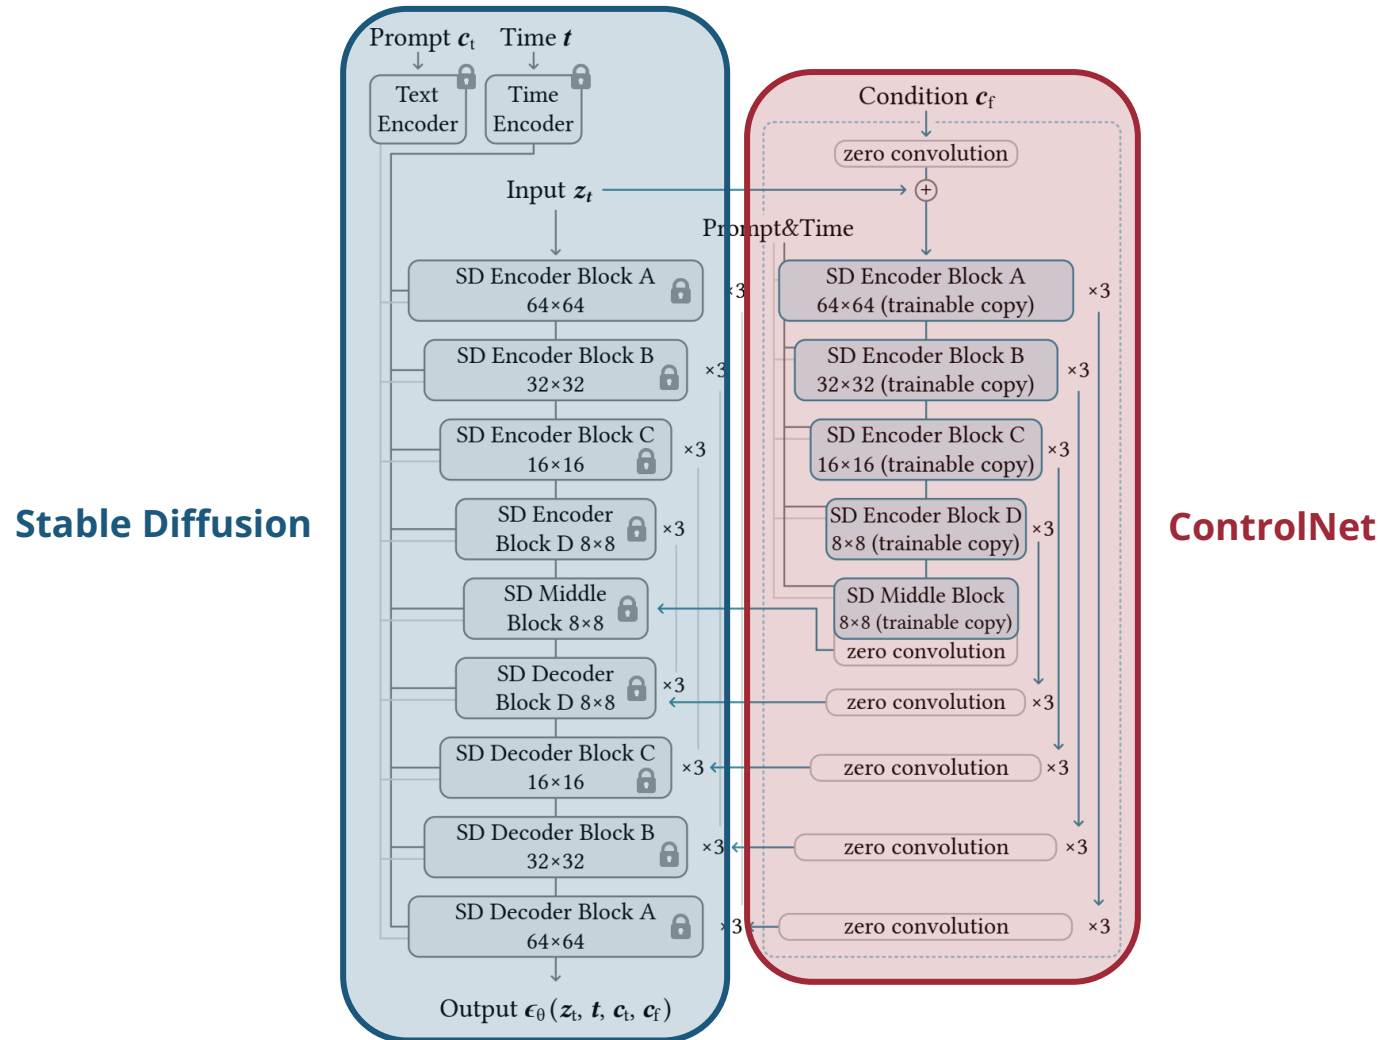 Prompt cₜ
Time t
Text
Encoder
Time
Encoder
Input zₜ
SD Encoder Block A
64×64
×3
SD Encoder Block B
32×32
×3
SD Encoder Block C
16×16
×3
SD Encoder
Block D 8×8
×3
SD Middle
Block 8×8
SD Decoder
Block D 8×8
×3
SD Decoder Block C
16×16
×3
SD Decoder Block B
32×32
×3
SD Decoder Block A
64×64
×3
Output ϵ_θ(zₜ, t, cₜ, c_f)
Stable Diffusion
Condition c_f
zero convolution
+
Prompt&Time
SD Encoder Block A
64×64 (trainable copy)
×3
SD Encoder Block B
32×32 (trainable copy)
×3
SD Encoder Block C
16×16 (trainable copy)
×3
SD Encoder Block D
8×8 (trainable copy)
×3
SD Middle Block
8×8 (trainable copy)
zero convolution
zero convolution
×3
zero convolution
×3
zero convolution
×3
zero convolution
×3
ControlNet